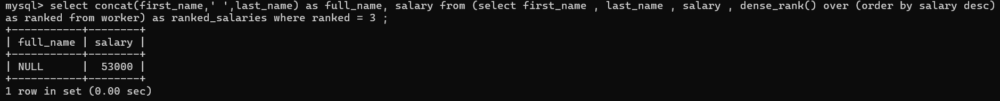 mysql> select concat(first_name,' ',last_name) as full_name, salary from (select first_name , last_name , salary , dense_rank() over (order by salary desc)
as ranked from worker) as ranked_salaries where ranked = 3 ;
+-----------+--------+
| full_name | salary |
+-----------+--------+
| NULL      |  53000 |
+-----------+--------+
1 row in set (0.00 sec)